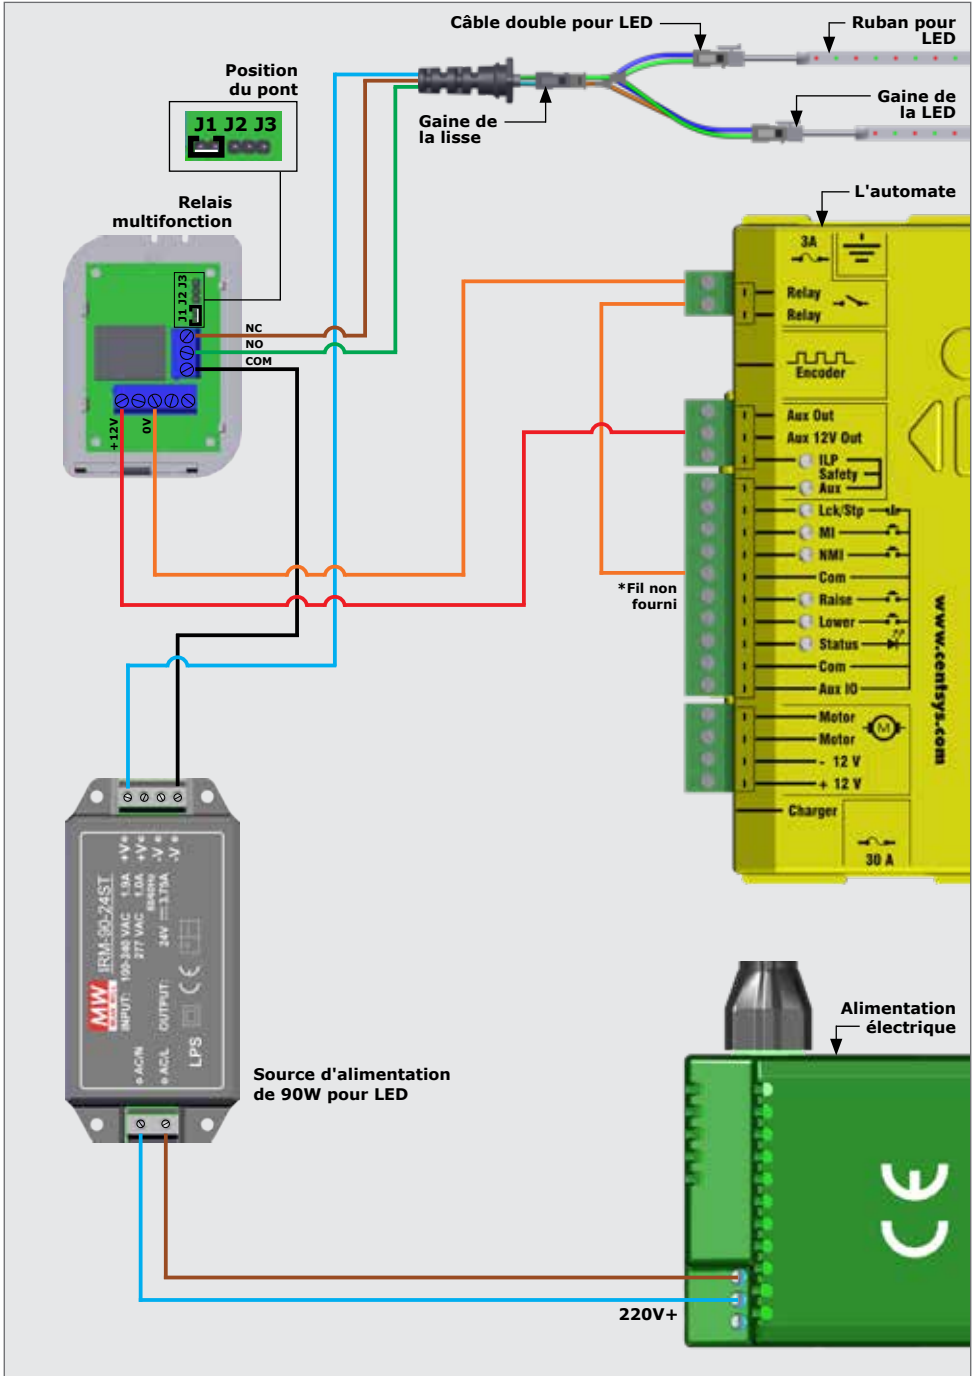 Câble double pour LED
Ruban pour
LED
Position
du pont
J1 J2 J3
Gaine de
la lisse
Gaine de
la LED
Relais
multifonction
L'automate
J1 J2 J3
NC
NO
COM
+12V
0V
3A
Relay
Relay
Encoder
Aux Out
Aux 12V Out
ILP
Safety
Aux
Lck/Stp
MI
NMI
Com
Raise
Lower
Status
Com
Aux IO
Motor
Motor
M
- 12 V
+ 12 V
Charger
30 A
www.centsys.com
*Fil non
fourni
MW
IRM-90-24ST
INPUT: 100-240 VAC 1.9A
277 VAC 1.0A
50/60Hz
OUTPUT: 24V 3.75A
+V
+V
-V
-V
AC/N
AC/L
LPS
CE
Source d'alimentation
de 90W pour LED
Alimentation
électrique
CE
220V+